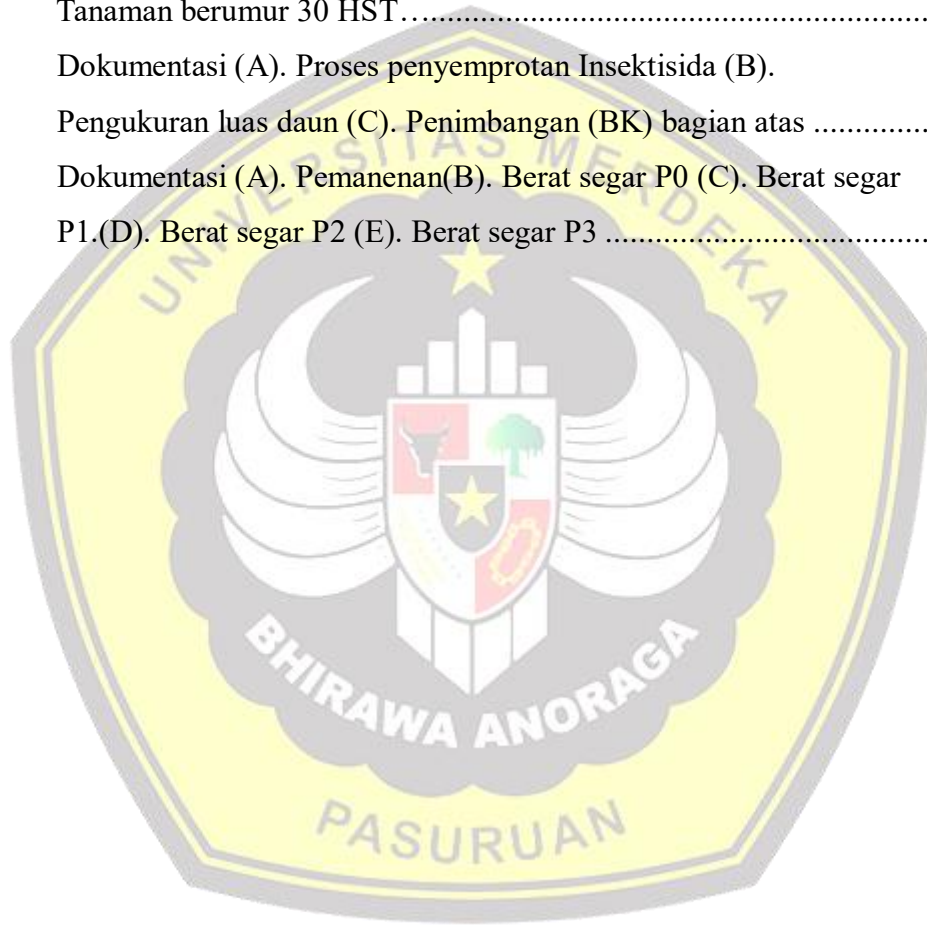 Tanaman berumur 30 HST…...............................................................
Dokumentasi (A). Proses penyemprotan Insektisida (B).
Pengukuran luas daun (C). Penimbangan (BK) bagian atas ..............
Dokumentasi (A). Pemanenan(B). Berat segar P0 (C). Berat segar
P1.(D). Berat segar P2 (E). Berat segar P3 .......................................
UNIVERSITAS MERDEKA
BHIRAWA ANORAGA
PASURUAN